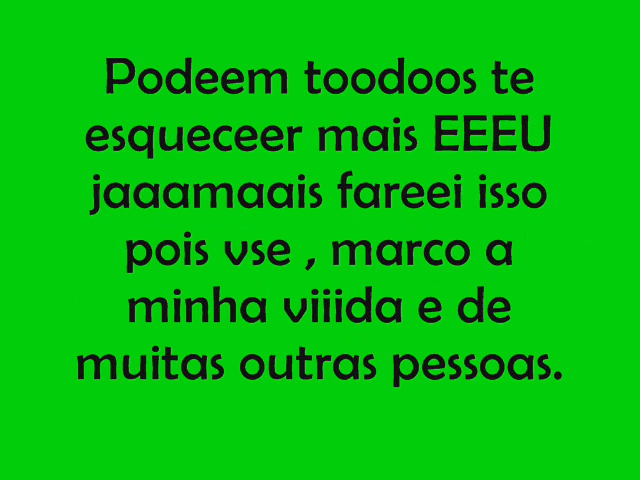 Podeem toodoos te
esqueceer mais EEEU
jaaamaais fareei isso
pois vse , marco a
minha viiida e de
muitas outras pessoas.